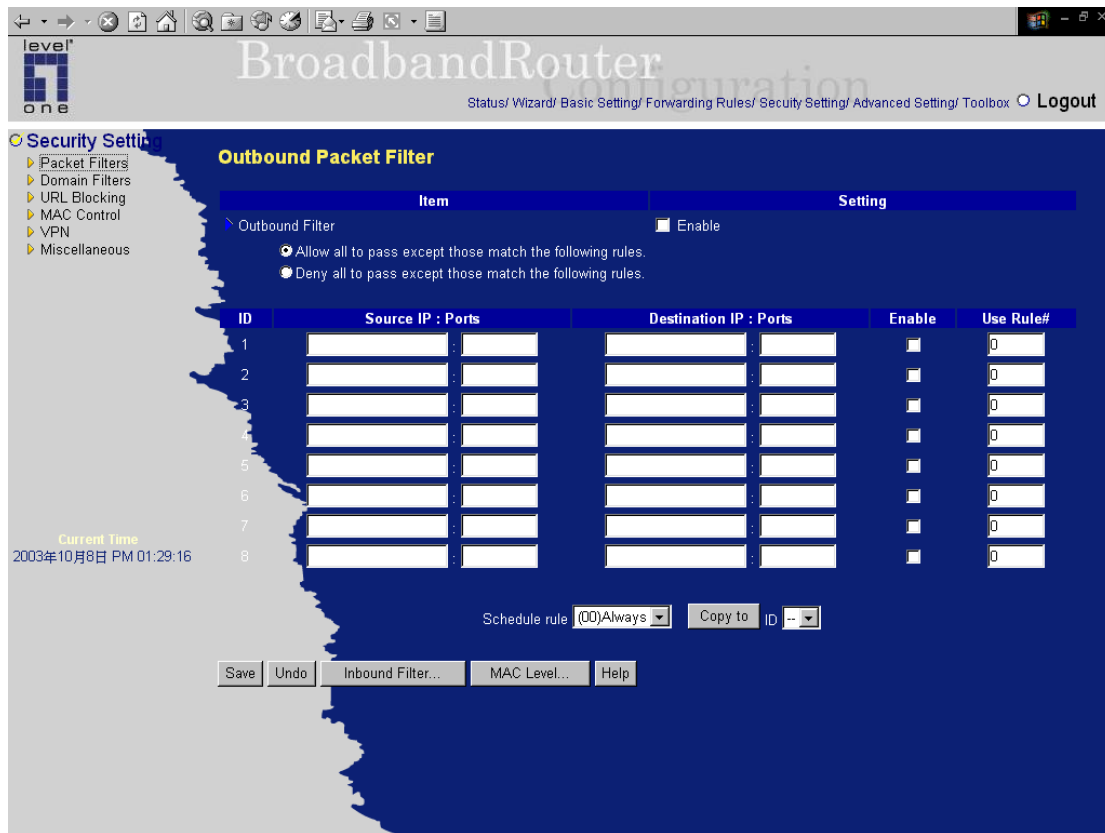 level'
one
BroadbandRouter
Configuration
Status/ Wizard/ Basic Setting/ Forwarding Rules/ Secuity Setting/ Advanced Setting/ Toolbox Logout
Security Setting
Packet Filters
Domain Filters
URL Blocking
MAC Control
VPN
Miscellaneous
Current Time
2003年10月8日 PM 01:29:16
Outbound Packet Filter
Item Setting
Outbound Filter Enable
Allow all to pass except those match the following rules.
Deny all to pass except those match the following rules.
ID Source IP : Ports Destination IP : Ports Enable Use Rule#
1 : : 0
2 : : 0
3 : : 0
4 : : 0
5 : : 0
6 : : 0
7 : : 0
8 : : 0
Schedule rule (00)Always Copy to ID --
Save Undo Inbound Filter... MAC Level... Help